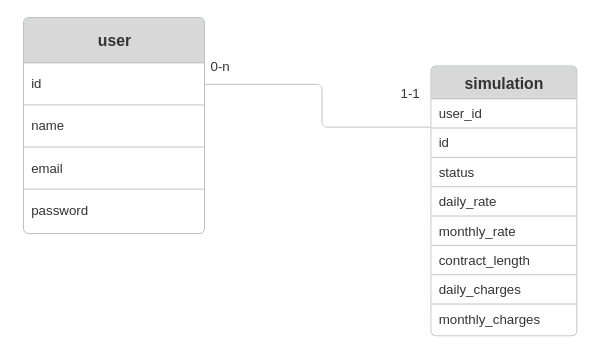 user
id
name
email
password
0-n
1-1
simulation
user_id
id
status
daily_rate
monthly_rate
contract_length
daily_charges
monthly_charges